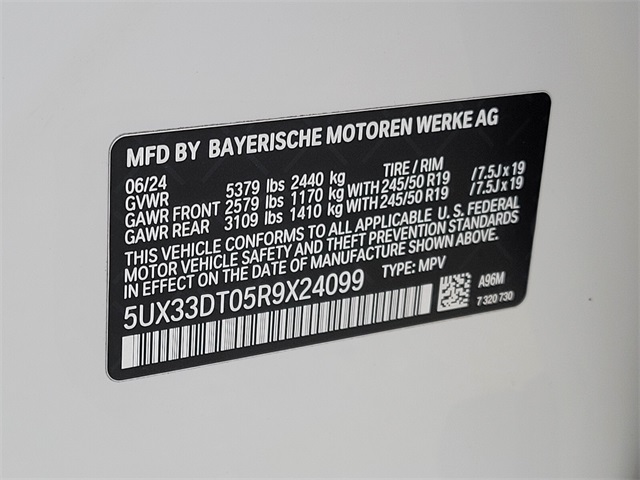 MFD BY BAYERISCHE MOTOREN WERKE AG
06/24 TIRE / RIM
GVWR 5379 lbs 2440 kg
GAWR FRONT 2579 lbs 1170 kg WITH 245/50 R19 / 7.5J x 19
GAWR REAR 3109 lbs 1410 kg WITH 245/50 R19 / 7.5J x 19
THIS VEHICLE CONFORMS TO ALL APPLICABLE U. S. FEDERAL
MOTOR VEHICLE SAFETY AND THEFT PREVENTION STANDARDS
IN EFFECT ON THE DATE OF MANUFACTURE SHOWN ABOVE.
5UX33DT05R9X24099 TYPE: MPV
A96M
7 320 730